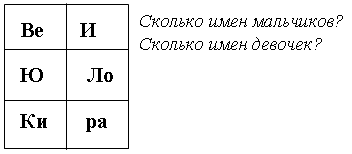 Ве И
Ю Ло
Ки ра
Сколько имен мальчиков?
Сколько имен девочек?